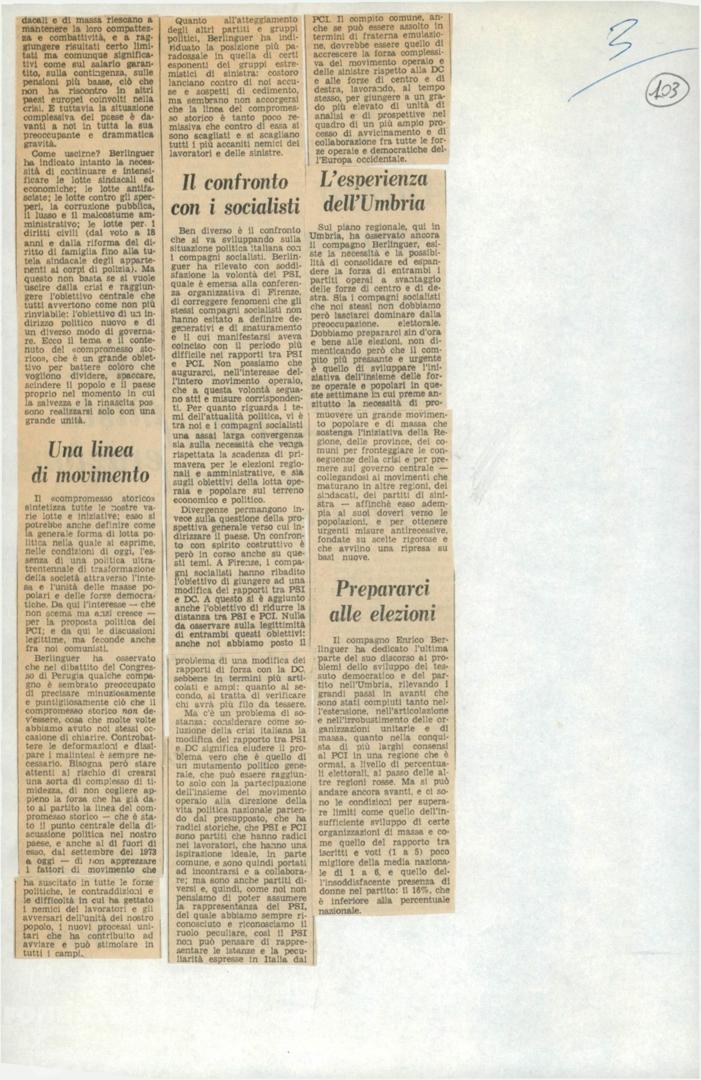 3
103
dacali e di massa riescano a
mantenere la loro compattez-
za e combattività, e a rag-
giungere risultati certo limi-
tati ma comunque significa-
tivi come sul salario garan-
tito, sulla contingenza, sulle
pensioni più basse, ciò che
non ha riscontro in altri
paesi europei coinvolti nella
crisi. E tuttavia la situazione
complessiva del paese è da-
vanti a noi in tutta la sua
preoccupante e drammatica
gravità.
Come uscirne? Berlinguer
ha indicato intanto la neces-
sità di continuare e intensi-
ficare le lotte sindacali ed
economiche; le lotte antifa-
sciste; le lotte contro gli sper-
peri, la corruzione pubblica,
il lusso e il malcostume am-
ministrativo; le lotte per i
diritti civili (dal voto a 18
anni e dalla riforma del di-
ritto di famiglia fino alla tu-
tela sindacale degli apparte-
nenti ai corpi di polizia). Ma
questo non basta se si vuole
uscire dalla crisi e raggiun-
gere l'obiettivo centrale che
tutti avvertono come non più
inviabile: l'obiettivo di un in-
dirizzo politico nuovo e di
un diverso modo di governa-
re. Ecco il tema e il conte-
nuto del «compromesso sto-
rico», che è un grande obiet-
tivo per battere coloro che
vogliono dividere, spaccare,
scindere il popolo e il paese
proprio nel momento in cui
la salvezza e la rinascita pos
sono realizzarsi solo con una
grande unità.
Una linea
di movimento
Il «compromesso storico»
sintetizza tutte le nostre va-
rie lotte e iniziative; esso si
potrebbe anche definire come
la generale forma di lotta po
litica nella quale si esprime,
nelle condizioni di oggi, l'es-
senza di una politica ultra-
trentennale di trasformazione
della società attraverso l'inte-
sa e l'unità delle masse po-
polari e delle forze democra-
tiche. Da qui l'interesse — che
non scema ma anzi cresce —
per la proposta politica del
PCI; e da qui le discussioni
legittime, ma feconde anche
fra noi comunisti.
Berlinguer ha osservato
che nel dibattito del Congres-
so di Perugia qualche compa-
gno è sembrato preoccupato
di precisare minuziosamente
e puntigliosamente ciò che il
compromesso storico non de-
v'essere, cosa che molte volte
abbiamo avuto noi stessi oc-
casione di chiarire. Controbat-
tere le deformazioni e dissi-
pare i malintesi è sempre ne-
cessario. Bisogna però stare
attenti al rischio di crearsi
una sorta di complesso di ti-
midezza, di non cogliere ap-
pieno la forza che ha già da-
to al partito la linea del com-
promesso storico — che è sta-
to il punto centrale della di-
scussione politica nel nostro
paese, e anche al di fuori di
esso, dal settembre del 1973
a oggi — di non apprezzare
i fattori di movimento che
ha suscitato in tutte le forze
politiche, le contraddizioni e
le difficoltà in cui ha gettato
i nemici dei lavoratori e gli
avversari dell'unità del nostro
popolo, i nuovi processi uni-
tari che ha contribuito ad
avviare e può stimolare in
tutti i campi.
Quanto all'atteggiamento
degli altri partiti e gruppi
politici, Berlinguer ha indi-
viduato la posizione più pa-
radossale in quella di certi
esponenti dei gruppi estre-
mistici di sinistra: costoro
lanciano contro di noi accu-
se e sospetti di cedimento,
ma sembrano non accorgersi
che la linea del compromes-
so storico è tanto poco re-
missiva che contro di essa si
sono scagliati e si scagliano
tutti i più accaniti nemici dei
lavoratori e delle sinistre.
Il confronto
con i socialisti
Ben diverso è il confronto
che si va sviluppando sulla
situazione politica italiana con
i compagni socialisti. Berlin-
guer ha rilevato con soddi-
sfazione la volontà del PSI,
quale è emersa alla conferen-
za organizzativa di Firenze,
di correggere fenomeni che gli
stessi compagni socialisti non
hanno esitato a definire de-
generativi e di snaturamento
e il cui manifestarsi aveva
coinciso con il periodo più
difficile nei rapporti tra PSI
e PCI. Non possiamo che
augurarci, nell'interesse del-
l'intero movimento operaio,
che a questa volontà seguа-
no atti e misure corrisponden-
ti. Per quanto riguarda i te-
mi dell'attualità politica, vi è
tra noi e i compagni socialisti
una assai larga convergenza
sia sulla necessità che venga
rispettata la scadenza di pri-
mavera per le elezioni regio-
nali e amministrative, e sia
sugli obiettivi della lotta ope-
raia e popolare sul terreno
economico e politico.
Divergenze permangono in-
vece sulla questione della pro-
spettiva generale verso cui in-
dirizzare il paese. Un confron-
to con spirito costruttivo è
però in corso anche su que-
sti temi. A Firenze, i compa-
gni socialisti hanno ribadito
l'obiettivo di giungere ad una
modifica dei rapporti tra PSI
e DC. A questo si è aggiunto
anche l'obiettivo di ridurre la
distanza tra PSI e PCI. Nulla
da osservare sulla legittimità
di entrambi questi obiettivi:
anche noi abbiamo posto il
problema di una modifica dei
rapporti di forza con la DC,
sebbene in termini più arti-
colati e ampi: quanto al se-
condo, si tratta di verificare
chi avrà più filo da tessere.
Ma c'è un problema di so-
stanza: considerare come so-
luzione della crisi italiana la
modifica del rapporto tra PSI
e DC significa eludere il pro-
blema vero che è quello di
un mutamento politico gene-
rale, che può essere raggiun-
to solo con la partecipazione
dell'insieme del movimento
operaio alla direzione della
vita politica nazionale parten-
do dal presupposto, che ha
radici storiche, che PSI e PCI
sono partiti che hanno radici
nei lavoratori, che hanno una
ispirazione ideale, in parte
comune, e sono quindi portati
ad incontrarsi e a collabora-
re; ma sono anche partiti di-
versi e, quindi, come noi non
pensiamo di poter assumere
la rappresentanza del PSI,
del quale abbiamo sempre ri-
conosciuto e riconosciamo il
ruolo peculiare, così il PSI
non può pensare di rappre-
sentare le istanze e la pecu-
liarità espresse in Italia dal
PCI. Il compito comune, an-
che se può essere assolto in
termini di fraterna emulazio-
ne, dovrebbe essere quello di
accrescere la forza complessi-
va del movimento operaio e
delle sinistre rispetto alla DC
e alle forze di centro e di
destra, lavorando, al tempo
stesso, per giungere a un gra-
do più elevato di unità di
analisi e di prospettive nel
quadro di un più ampio pro-
cesso di avvicinamento e di
collaborazione fra tutte le for-
ze operaie e democratiche del-
l'Europa occidentale.
L'esperienza
dell'Umbria
Sul piano regionale, qui in
Umbria, ha osservato ancora
il compagno Berlinguer, esi-
ste la necessità e la possibi-
lità di consolidare ed espan-
dere la forza di entrambi i
partiti operai a svantaggio
delle forze di centro e di de-
stra. Sia i compagni socialisti
che noi stessi non dobbiamo
però lasciarci dominare dalla
preoccupazione elettorale.
Dobbiamo prepararci sin d'ora
e bene alle elezioni, non di-
menticando però che il com-
pito più pressante e urgente
è quello di sviluppare l'ini-
ziativa dell'insieme delle for-
ze operaie e popolari in que-
ste settimane in cui preme an-
zitutto la necessità di pro-
muovere un grande movimen-
to popolare e di massa che
sostenga l'iniziativa della Re-
gione, delle province, dei co-
muni per fronteggiare le con-
seguenze della crisi e per pre-
mere sul governo centrale —
collegandosi ai movimenti che
maturano in altre regioni, dei
sindacati, dei partiti di sini-
stra — affinché esso adem-
pia ai suoi doveri verso le
popolazioni, e per ottenere
urgenti misure antirecessive,
fondate su scelte rigorose e
che avviino una ripresa su
basi nuove.
Prepararci
alle elezioni
Il compagno Enrico Ber-
linguer ha dedicato l'ultima
parte del suo discorso ai pro-
blemi dello sviluppo del tes-
suto democratico e del par-
tito nell'Umbria, rilevando i
grandi passi in avanti che
sono stati compiuti tanto nel-
l'estensione, nell'articolazione
e nell'irrobustimento delle or-
ganizzazioni unitarie e di
massa, quanto nella conqui-
sta di più larghi consensi
al PCI in una regione che è
ormai, a livello di percentua-
li elettorali, al passo delle al-
tre regioni rosse. Ma si può
andare ancora avanti, e ci so-
no le condizioni per supera-
re limiti come quello dell'in-
sufficiente sviluppo di certe
organizzazioni di massa e co-
me quello del rapporto tra
iscritti e voti (1 a 5) poco
migliore della media naziona-
le di 1 a 6, e quello del-
l'insoddisfacente presenza di
donne nel partito: il 16%, che
è inferiore alla percentuale
nazionale.